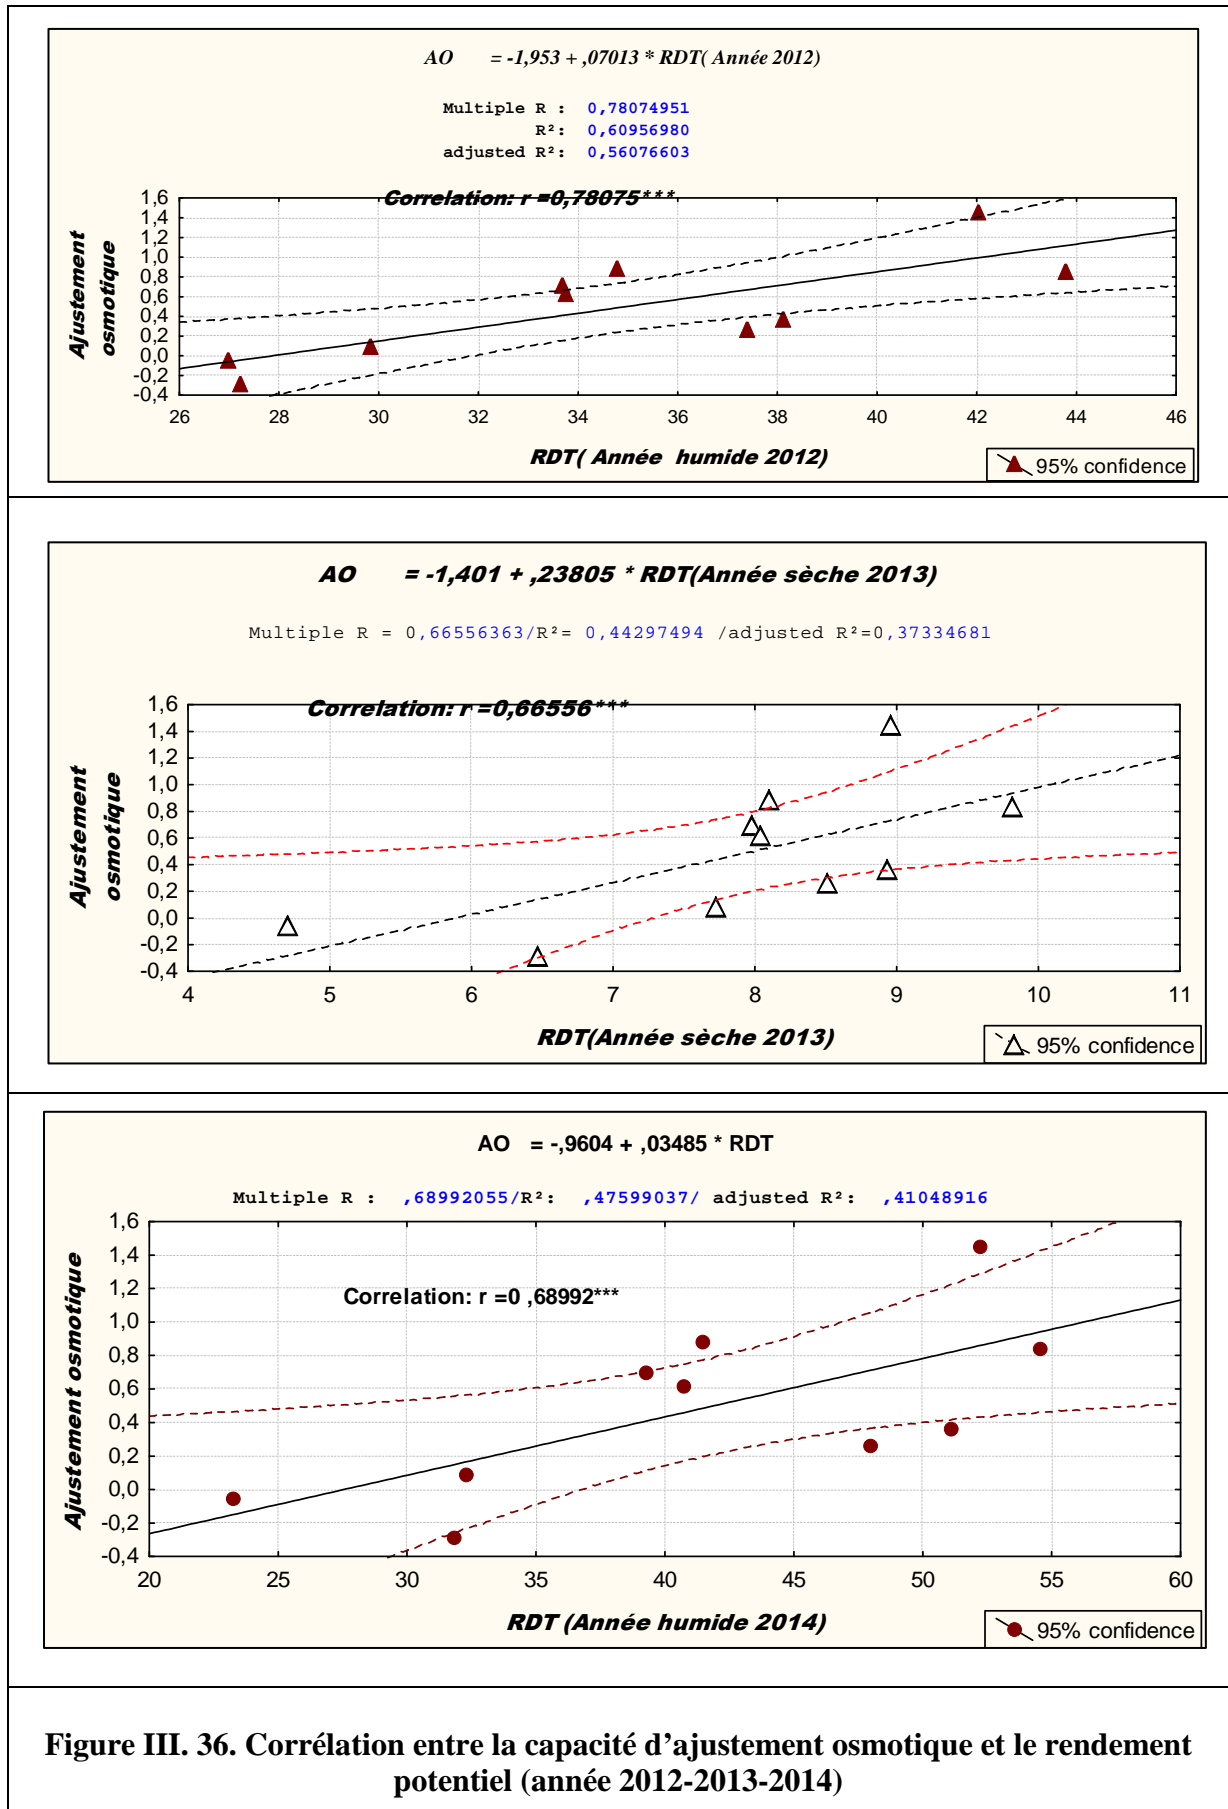 AO = -1,953 + ,07013 * RDT( Année 2012)
Multiple R : 0,78074951
R²: 0,60956980
adjusted R²: 0,56076603
Correlation: r =0,78075***
Ajustement
osmotique
1,6
1,4
1,2
1,0
0,8
0,6
0,4
0,2
0,0
-0,2
-0,4
26 28 30 32 34 36 38 40 42 44 46
RDT( Année humide 2012)
95% confidence
AO = -1,401 + ,23805 * RDT(Année sèche 2013)
Multiple R = 0,66556363/R²= 0,44297494 /adjusted R²=0,37334681
Correlation: r =0,66556***
Ajustement
osmotique
1,6
1,4
1,2
1,0
0,8
0,6
0,4
0,2
0,0
-0,2
-0,4
4 5 6 7 8 9 10 11
RDT(Année sèche 2013)
95% confidence
AO = -,9604 + ,03485 * RDT
Multiple R : ,68992055/R²: ,47599037/ adjusted R²: ,41048916
Correlation: r =0 ,68992***
Ajustement osmotique
1,6
1,4
1,2
1,0
0,8
0,6
0,4
0,2
0,0
-0,2
-0,4
20 25 30 35 40 45 50 55 60
RDT (Année humide 2014)
95% confidence
Figure III. 36. Corrélation entre la capacité d’ajustement osmotique et le rendement
potentiel (année 2012-2013-2014)